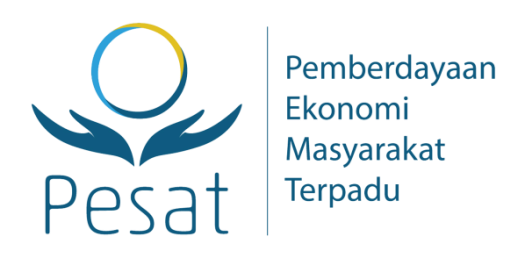 Pesat
Pemberdayaan
Ekonomi
Masyarakat
Terpadu